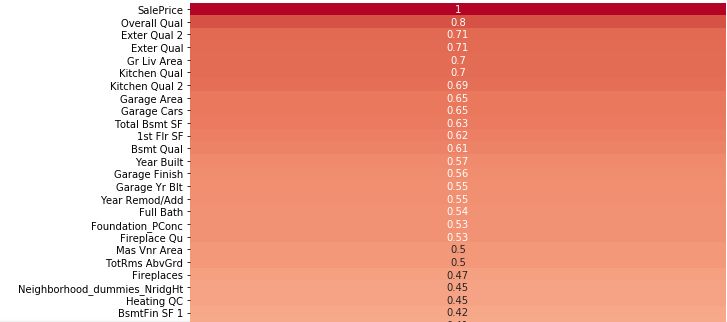 SalePrice 1
Overall Qual 0.8
Exter Qual 2 0.71
Exter Qual 0.71
Gr Liv Area 0.7
Kitchen Qual 0.7
Kitchen Qual 2 0.69
Garage Area 0.65
Garage Cars 0.65
Total Bsmt SF 0.63
1st Flr SF 0.62
Bsmt Qual 0.61
Year Built 0.57
Garage Finish 0.56
Garage Yr Blt 0.55
Year Remod/Add 0.55
Full Bath 0.54
Foundation_PConc 0.53
Fireplace Qu 0.53
Mas Vnr Area 0.5
TotRms AbvGrd 0.5
Fireplaces 0.47
Neighborhood_dummies_NridgHt 0.45
Heating QC 0.45
BsmtFin SF 1 0.42